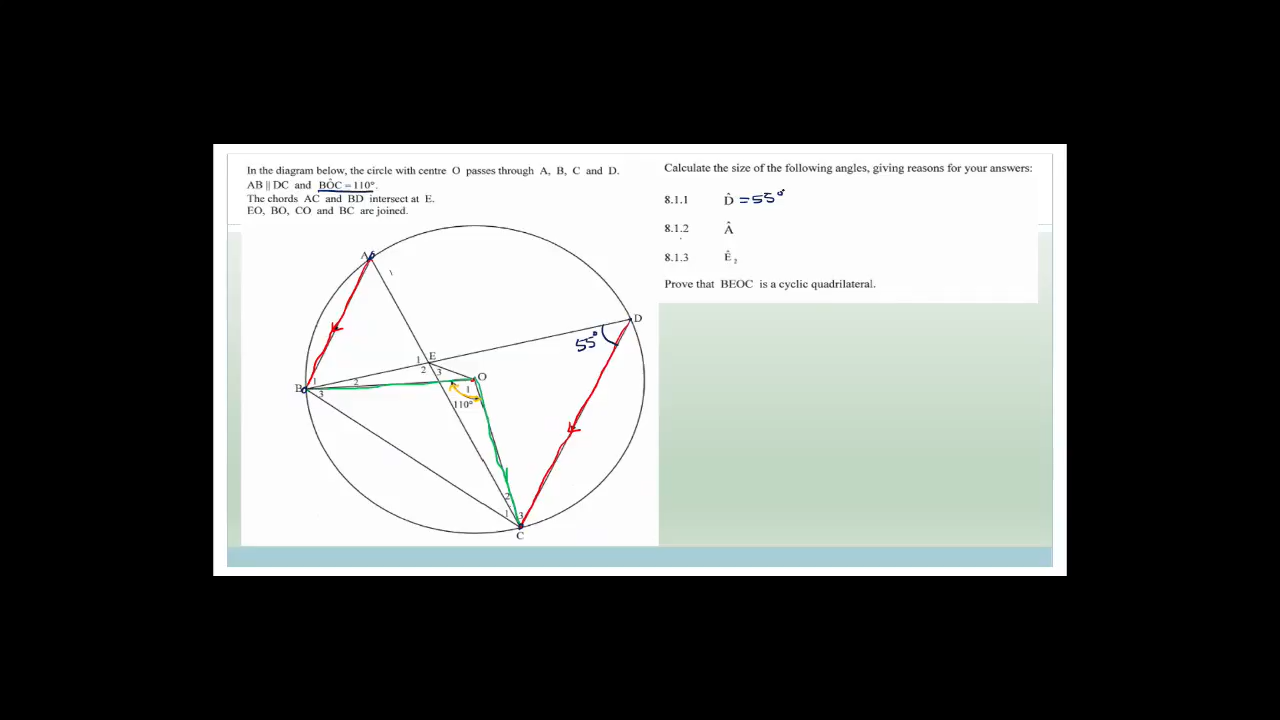 In the diagram below, the circle with centre O passes through A, B, C and D.
AB || DC and BÔC = 110°.
The chords AC and BD intersect at E.
EO, BO, CO and BC are joined.
A
D
55°
1
E
2
3
O
B
1
2
3
1
110°
2
1
3
C
Calculate the size of the following angles, giving reasons for your answers:
8.1.1 D̂ = 55°
8.1.2 Â
8.1.3 Ê₂
Prove that BEOC is a cyclic quadrilateral.